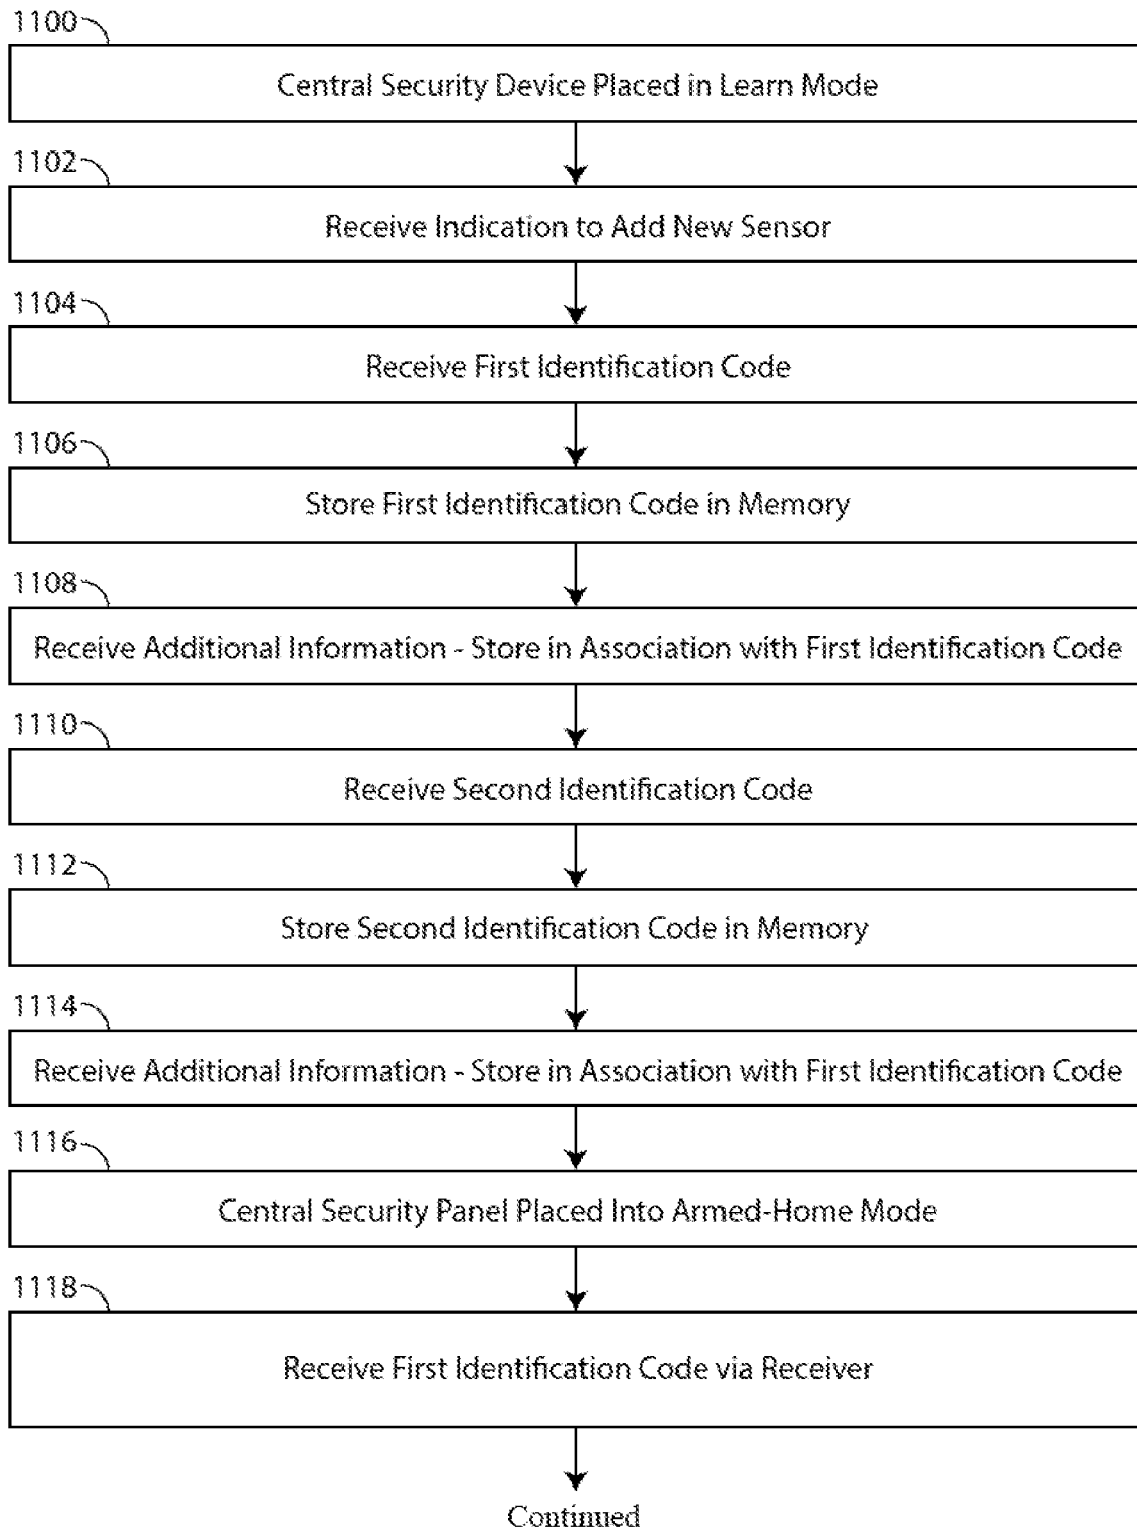 1100
Central Security Device Placed in Learn Mode
1102
Receive Indication to Add New Sensor
1104
Receive First Identification Code
1106
Store First Identification Code in Memory
1108
Receive Additional Information - Store in Association with First Identification Code
1110
Receive Second Identification Code
1112
Store Second Identification Code in Memory
1114
Receive Additional Information - Store in Association with First Identification Code
1116
Central Security Panel Placed Into Armed-Home Mode
1118
Receive First Identification Code via Receiver
Continued